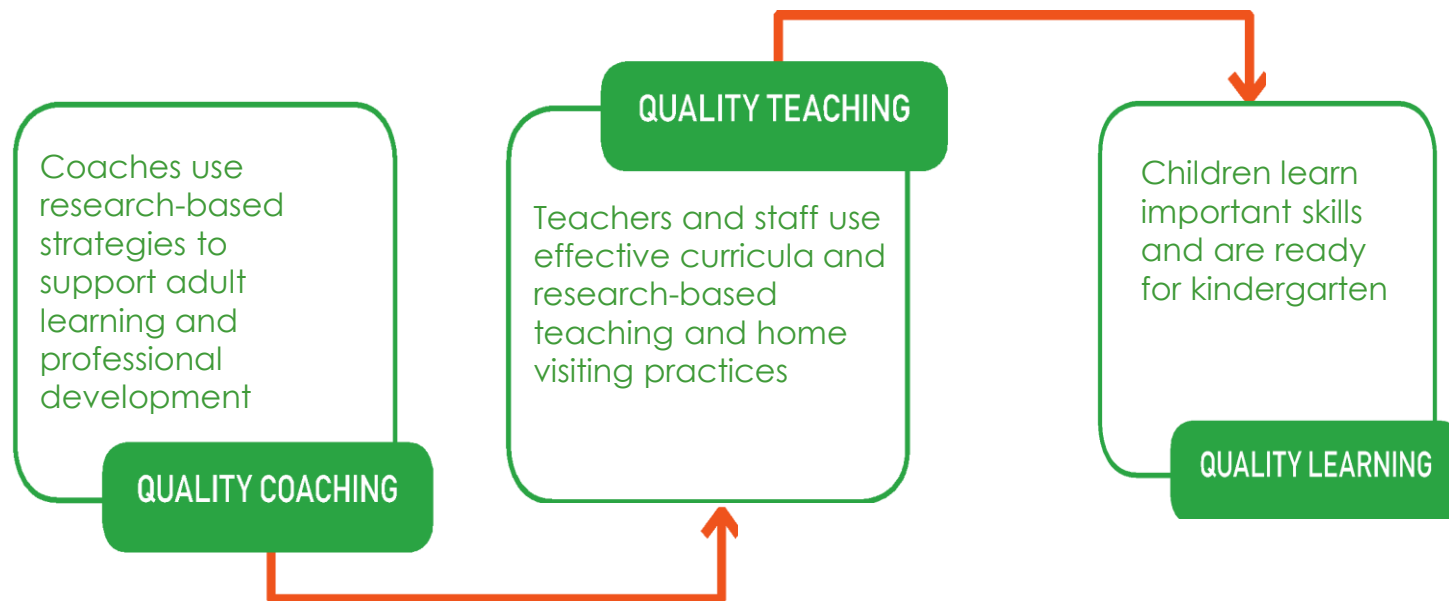 Coaches use
research-based
strategies to
support adult
learning and
professional
development
QUALITY COACHING
QUALITY TEACHING
Teachers and staff use
effective curricula and
research-based
teaching and home
visiting practices
Children learn
important skills
and are ready
for kindergarten
QUALITY LEARNING